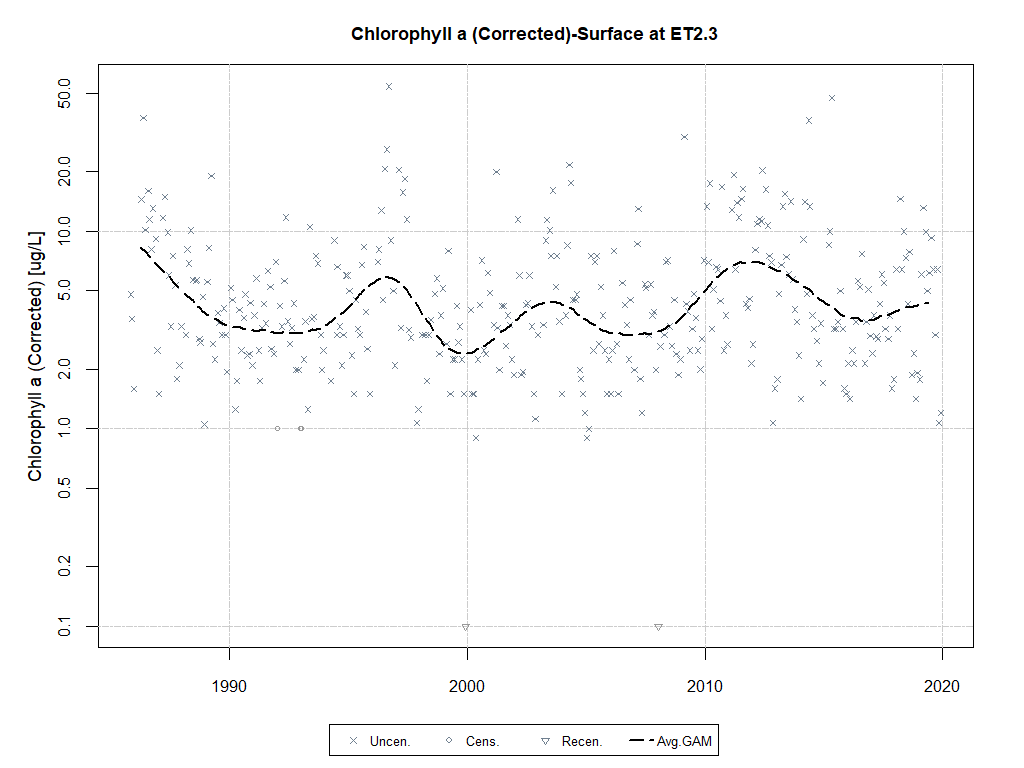 Chlorophyll a (Corrected)-Surface at ET2.3
Chlorophyll a (Corrected) [ug/L]
50.0
20.0
10.0
5.0
2.0
1.0
0.5
0.2
0.1
1990 2000 2010 2020
Uncen. Cens. Recen. Avg.GAM